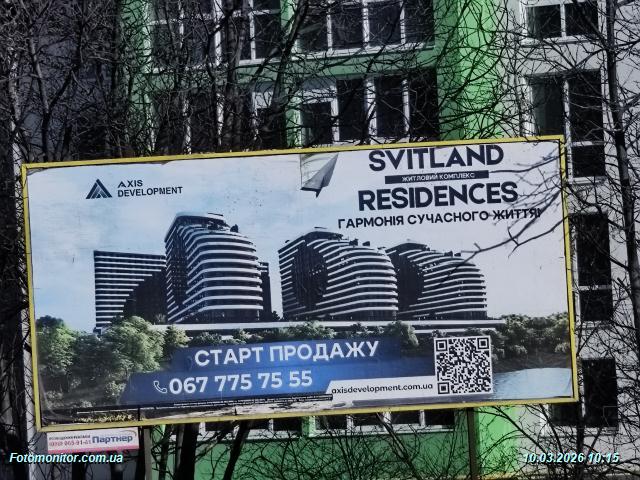 AXIS
DEVELOPMENT
SVITLAND
ЖИТЛОВИЙ КОМПЛЕКС
RESIDENCES
ГАРМОНІЯ СУЧАСНОГО ЖИТТЯ!
СТАРТ ПРОДАЖУ
067 775 75 55
axisdevelopment.com.ua
Партнер
Fotomonitor.com.ua
10.03.2026 10:15